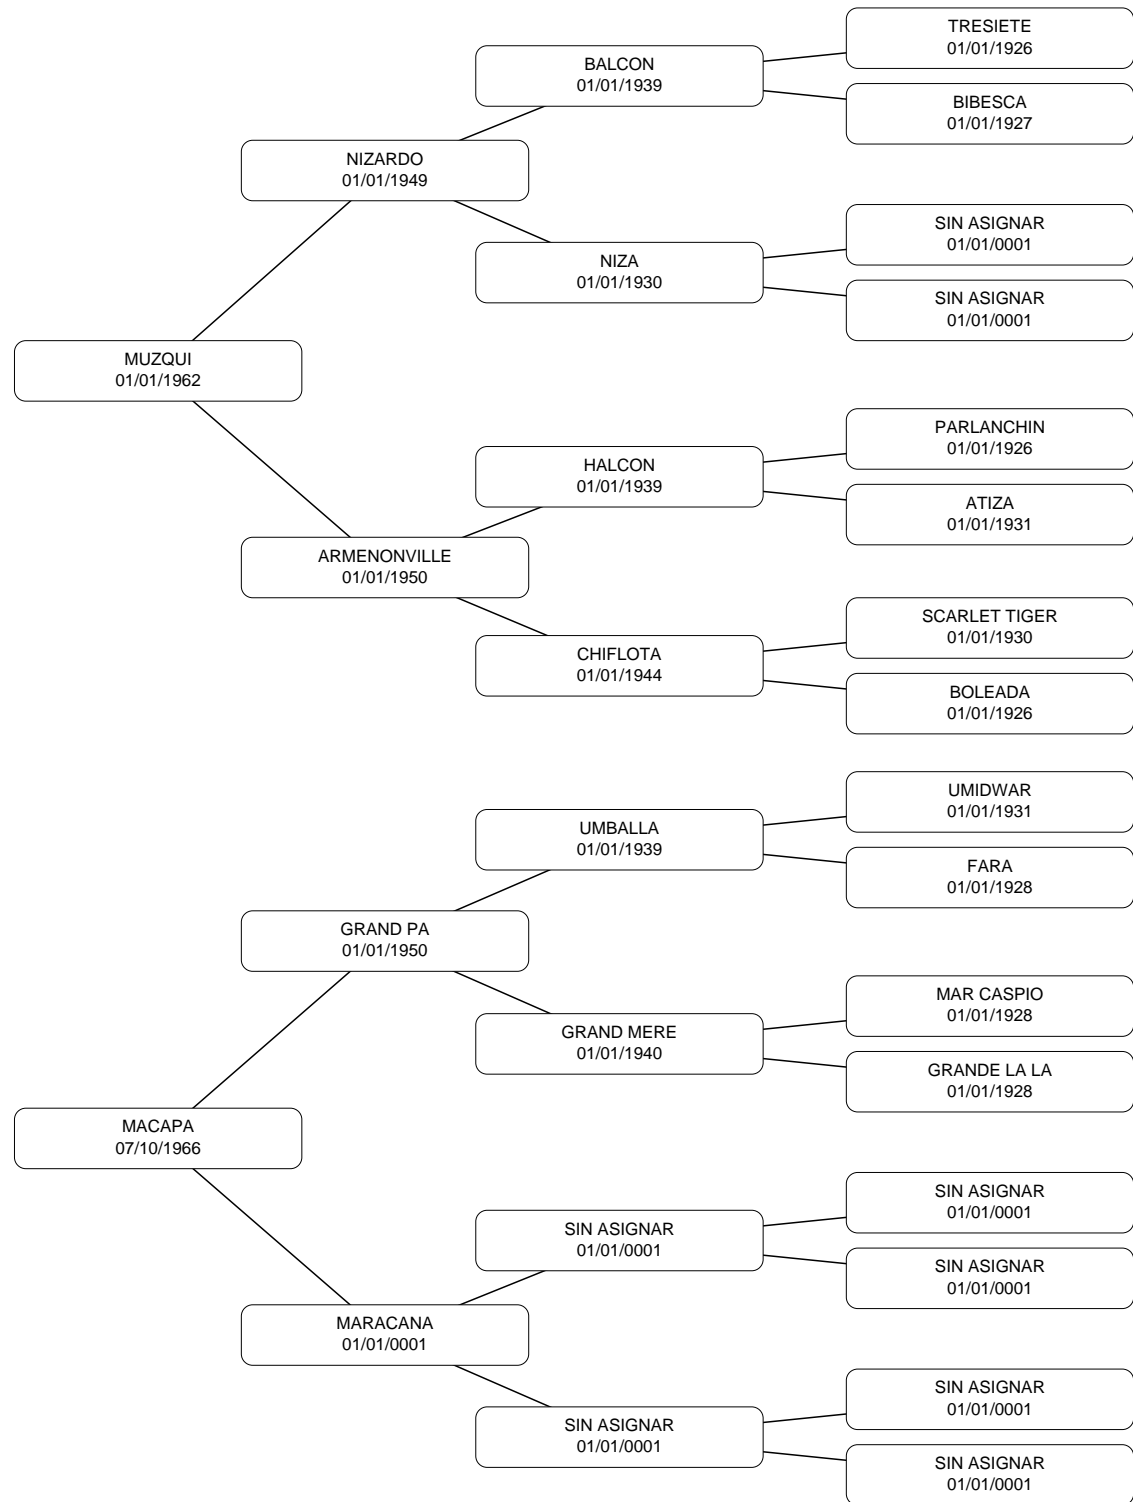 TRESIETE
01/01/1926
BALCON
01/01/1939
BIBESCA
01/01/1927
NIZARDO
01/01/1949
SIN ASIGNAR
01/01/0001
NIZA
01/01/1930
SIN ASIGNAR
01/01/0001
MUZQUI
01/01/1962
PARLANCHIN
01/01/1926
HALCON
01/01/1939
ATIZA
01/01/1931
ARMENONVILLE
01/01/1950
SCARLET TIGER
01/01/1930
CHIFLOTA
01/01/1944
BOLEADA
01/01/1926
UMIDWAR
01/01/1931
UMBALLA
01/01/1939
FARA
01/01/1928
GRAND PA
01/01/1950
MAR CASPIO
01/01/1928
GRAND MERE
01/01/1940
GRANDE LA LA
01/01/1928
MACAPA
07/10/1966
SIN ASIGNAR
01/01/0001
SIN ASIGNAR
01/01/0001
SIN ASIGNAR
01/01/0001
MARACANA
01/01/0001
SIN ASIGNAR
01/01/0001
SIN ASIGNAR
01/01/0001
SIN ASIGNAR
01/01/0001